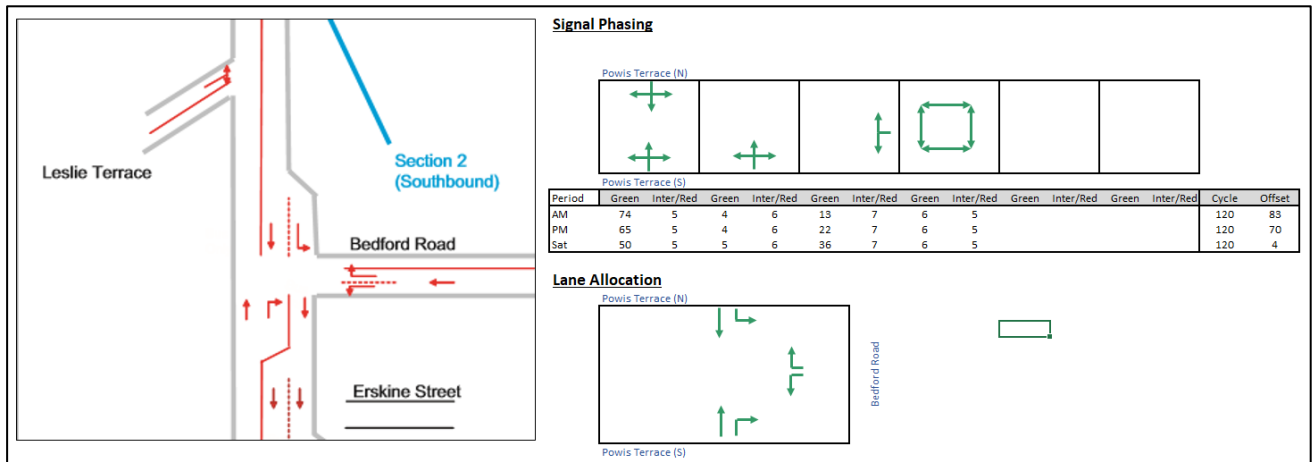 Leslie Terrace
Section 2
(Southbound)
Bedford Road
Erskine Street
Signal Phasing
Powis Terrace (N)
Powis Terrace (S)
Period Green Inter/Red Green Inter/Red Green Inter/Red Green Inter/Red Green Inter/Red Green Inter/Red Cycle Offset
AM 74 5 4 6 13 7 6 5 120 83
PM 65 5 4 6 22 7 6 5 120 70
Sat 50 5 5 6 36 7 6 5 120 4
Lane Allocation
Powis Terrace (N)
Bedford Road
Powis Terrace (S)